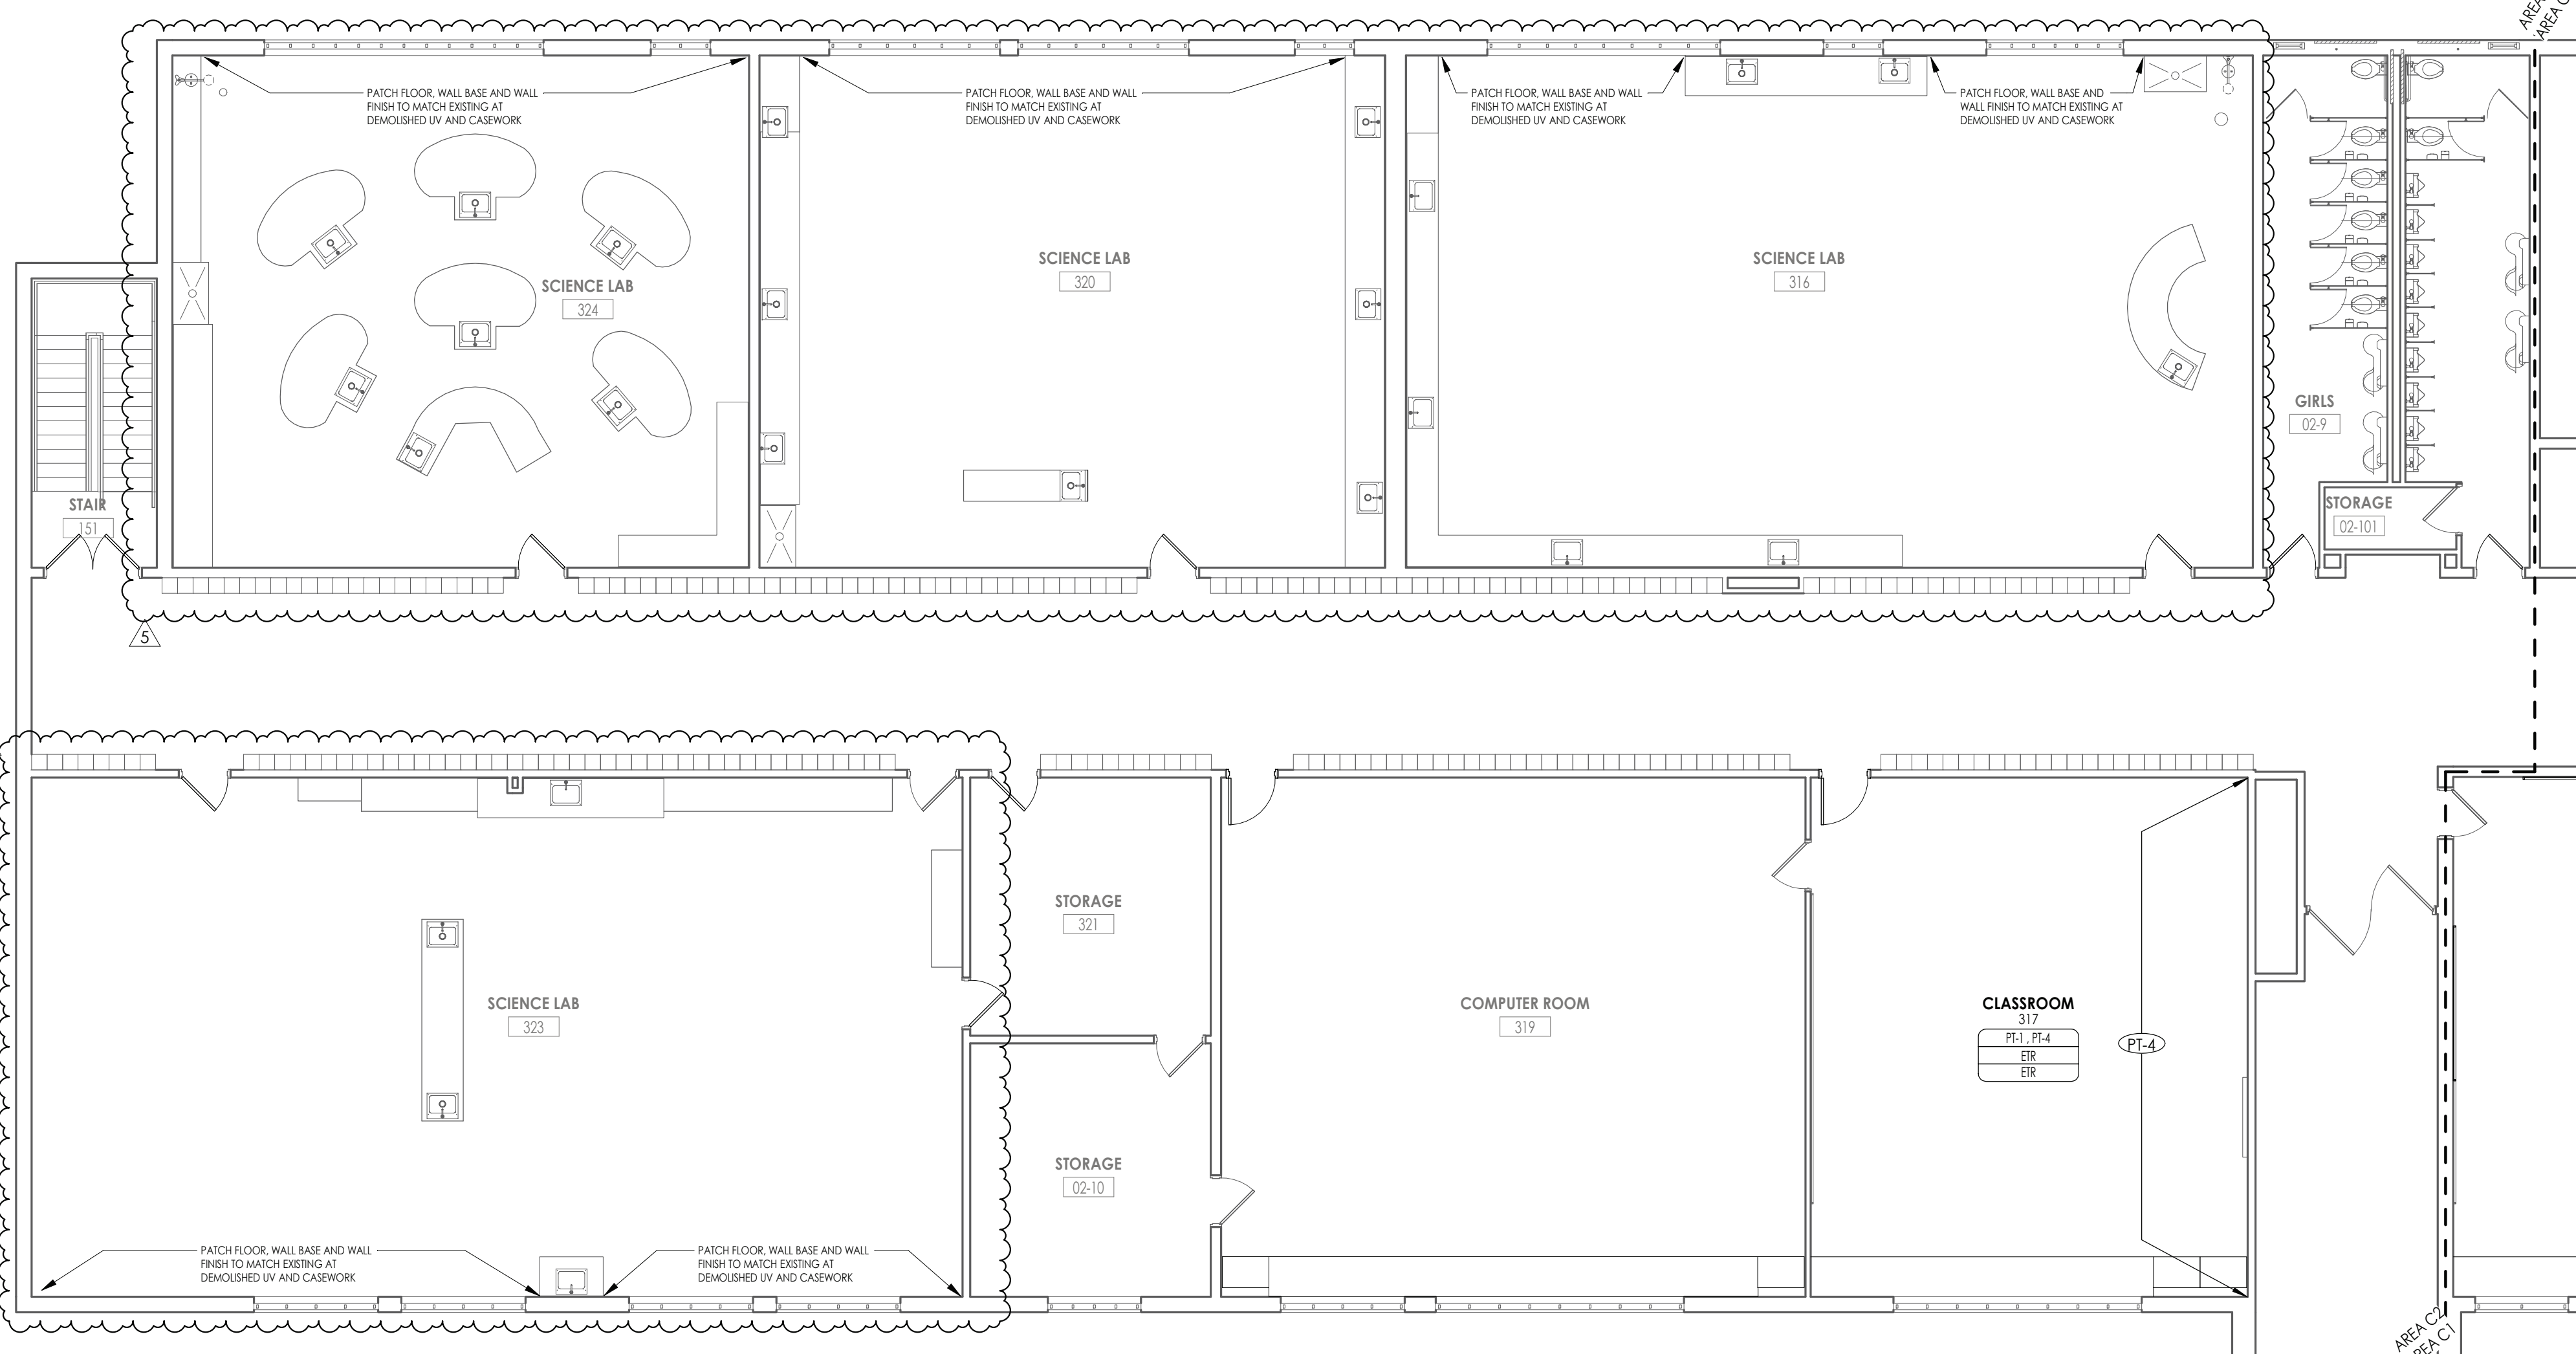 AREA
AREA C
PATCH FLOOR, WALL BASE AND WALL
FINISH TO MATCH EXISTING AT
DEMOLISHED UV AND CASEWORK
PATCH FLOOR, WALL BASE AND WALL
FINISH TO MATCH EXISTING AT
DEMOLISHED UV AND CASEWORK
PATCH FLOOR, WALL BASE AND WALL
FINISH TO MATCH EXISTING AT
DEMOLISHED UV AND CASEWORK
PATCH FLOOR, WALL BASE AND
WALL FINISH TO MATCH EXISTING AT
DEMOLISHED UV AND CASEWORK
SCIENCE LAB
324
SCIENCE LAB
320
SCIENCE LAB
316
GIRLS
02-9
STAIR
151
STORAGE
02-101
5
STORAGE
321
SCIENCE LAB
323
COMPUTER ROOM
319
CLASSROOM
317
PT-1 , PT-4
ETR
ETR
PT-4
STORAGE
02-10
PATCH FLOOR, WALL BASE AND WALL
FINISH TO MATCH EXISTING AT
DEMOLISHED UV AND CASEWORK
PATCH FLOOR, WALL BASE AND WALL
FINISH TO MATCH EXISTING AT
DEMOLISHED UV AND CASEWORK
AREA C2
REA C1